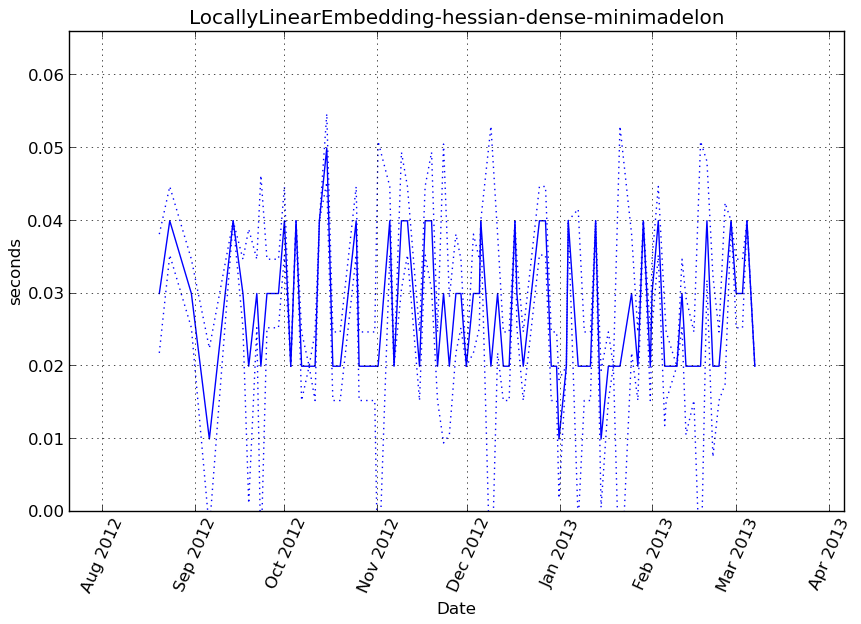 LocallyLinearEmbedding-hessian-dense-minimadelon
0.06
0.05
0.04
0.03
0.02
0.01
0.00
seconds
Aug 2012
Sep 2012
Oct 2012
Nov 2012
Dec 2012
Jan 2013
Feb 2013
Mar 2013
Apr 2013
Date